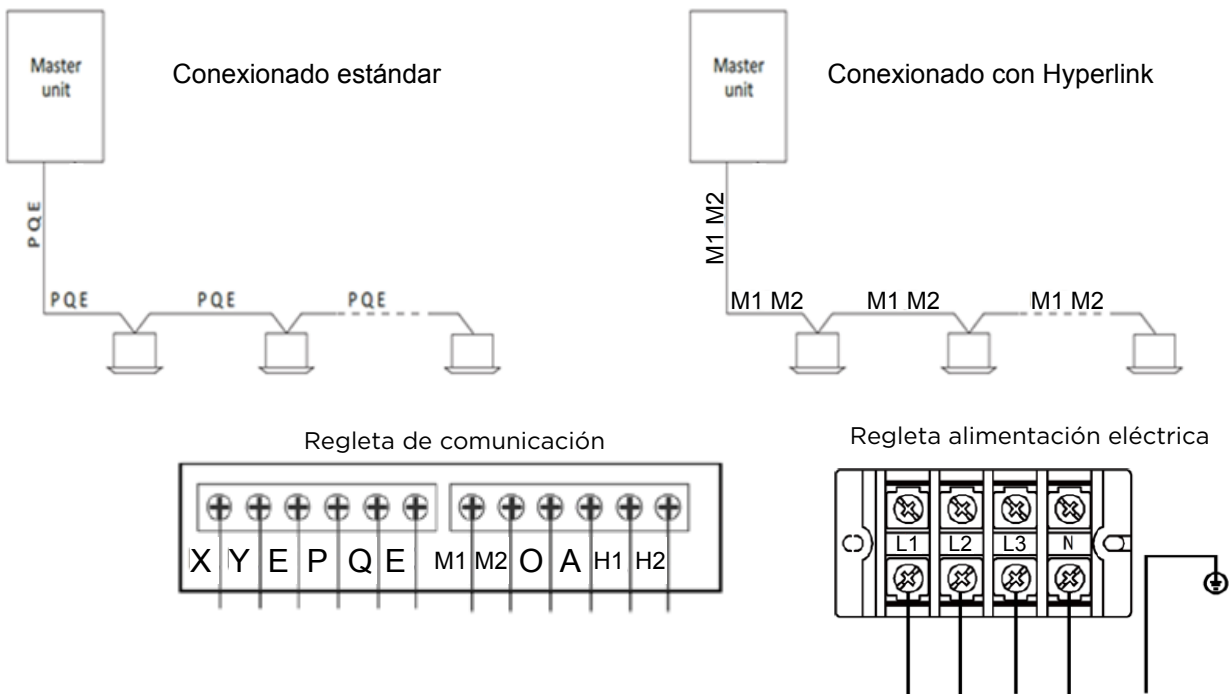 Master
unit
Conexionado estándar
PQE
PQE PQE PQE
Master
unit
Conexionado con Hyperlink
M1 M2
M1 M2 M1 M2 M1 M2
Regleta de comunicación
X Y E P Q E M1 M2 O A H1 H2
Regleta alimentación eléctrica
L1 L2 L3 N